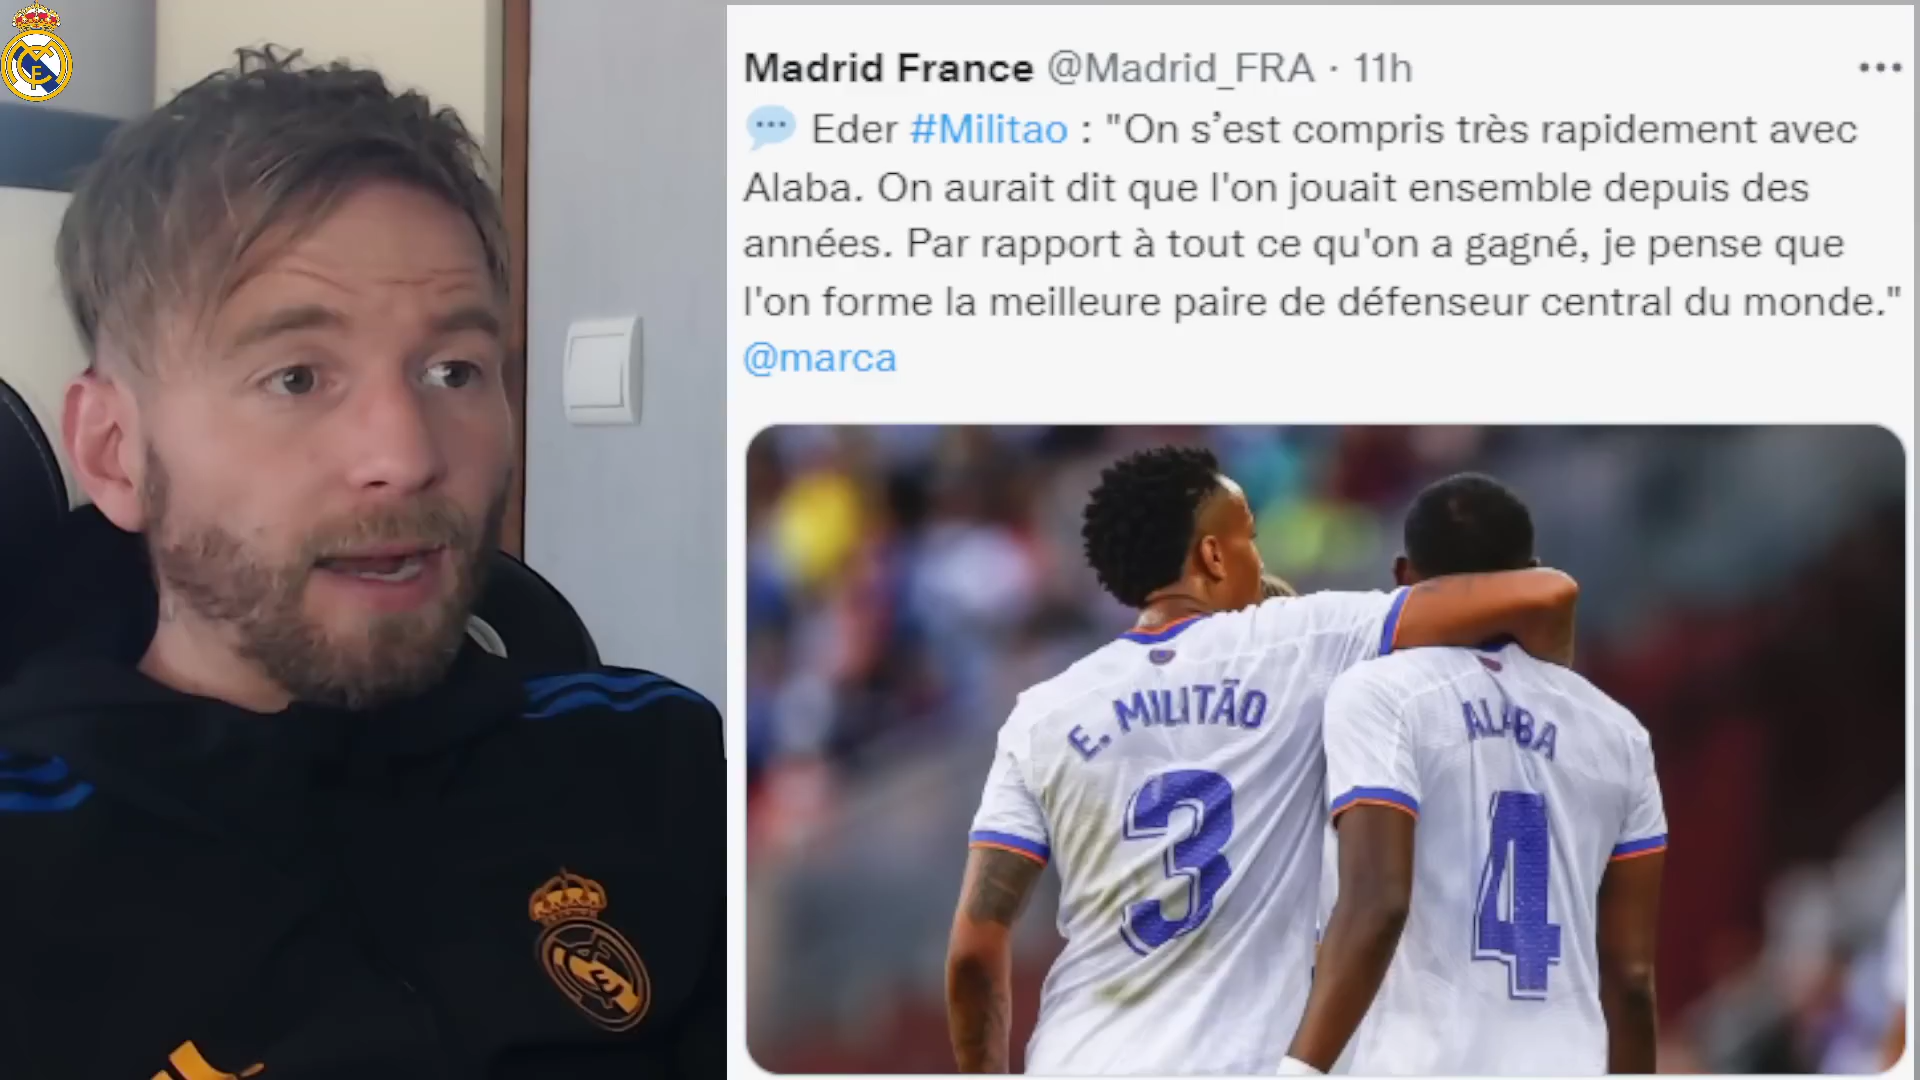 Madrid France @Madrid_FRA · 11h
Eder #Militao : "On s’est compris très rapidement avec
Alaba. On aurait dit que l'on jouait ensemble depuis des
années. Par rapport à tout ce qu'on a gagné, je pense que
l'on forme la meilleure paire de défenseur central du monde."
@marca
E. MILITÃO
3
ALABA
4